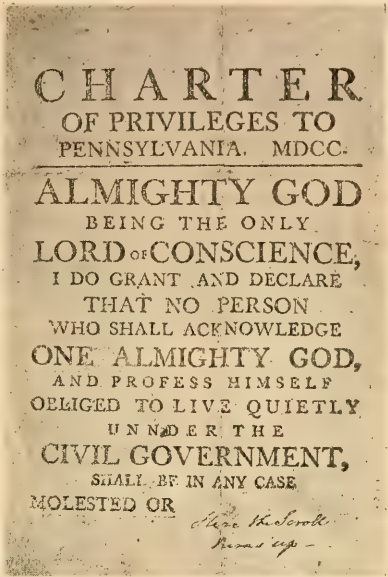 CHARTER
OF PRIVILEGES TO
PENNSYLVANIA. MDCC.
ALMIGHTY GOD
BEING THE ONLY
LORD OF CONSCIENCE,
I DO GRANT AND DECLARE
THAT NO PERSON
WHO SHALL ACKNOWLEDGE
ONE ALMIGHTY GOD,
AND PROFESS HIMSELF
OBLIGED TO LIVE QUIETLY
UNNDER THE
CIVIL GOVERNMENT,
SHALL BE IN ANY CASE
MOLESTED OR
Here the Scroll
turns up -